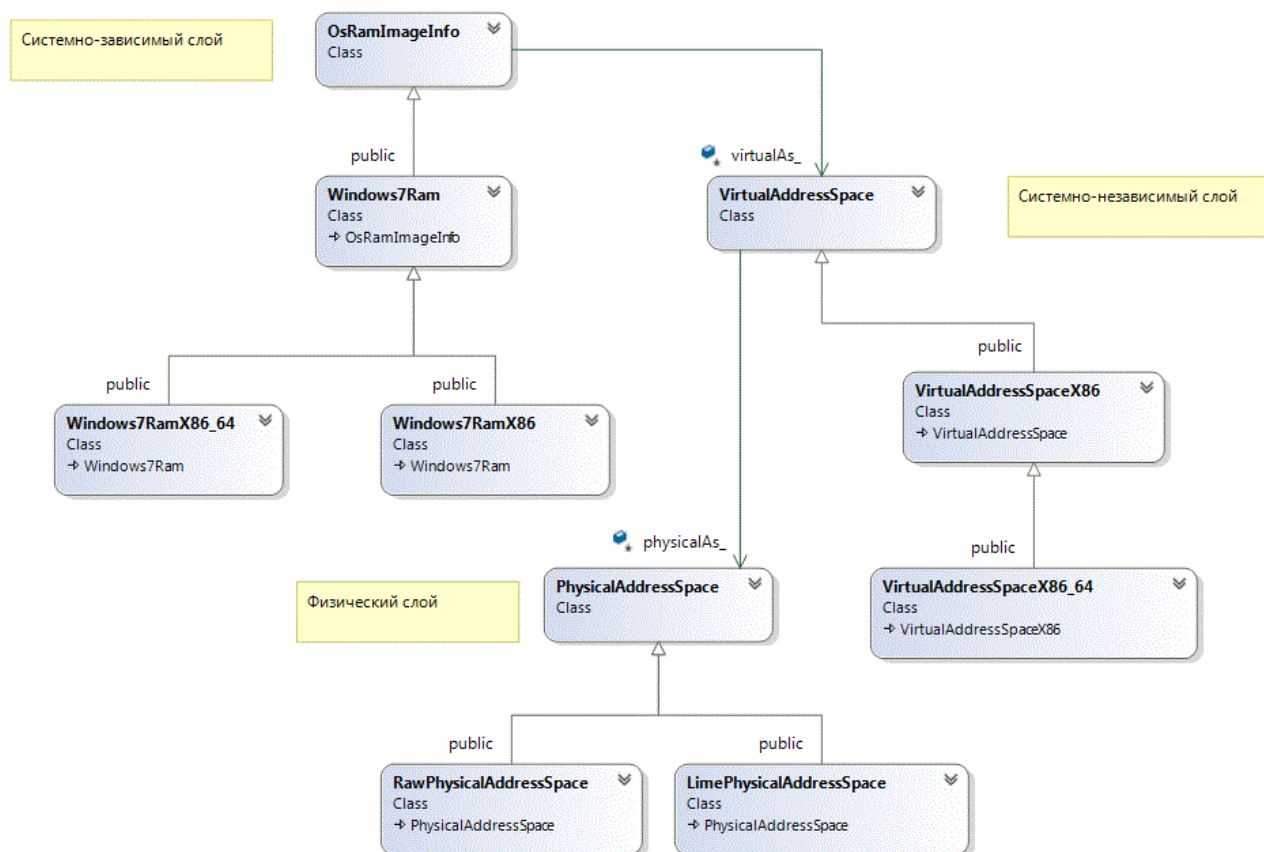 Системно-зависимый слой
OsRamImageInfo
Class
public
virtualAs_
Windows7Ram
Class
OsRamImageInfo
VirtualAddressSpace
Class
Системно-независимый слой
public
public
public
Windows7RamX86_64
Class
Windows7Ram
Windows7RamX86
Class
Windows7Ram
VirtualAddressSpaceX86
Class
VirtualAddressSpace
physicalAs_
public
Физический слой
PhysicalAddressSpace
Class
VirtualAddressSpaceX86_64
Class
VirtualAddressSpaceX86
public
public
RawPhysicalAddressSpace
Class
PhysicalAddressSpace
LimePhysicalAddressSpace
Class
PhysicalAddressSpace